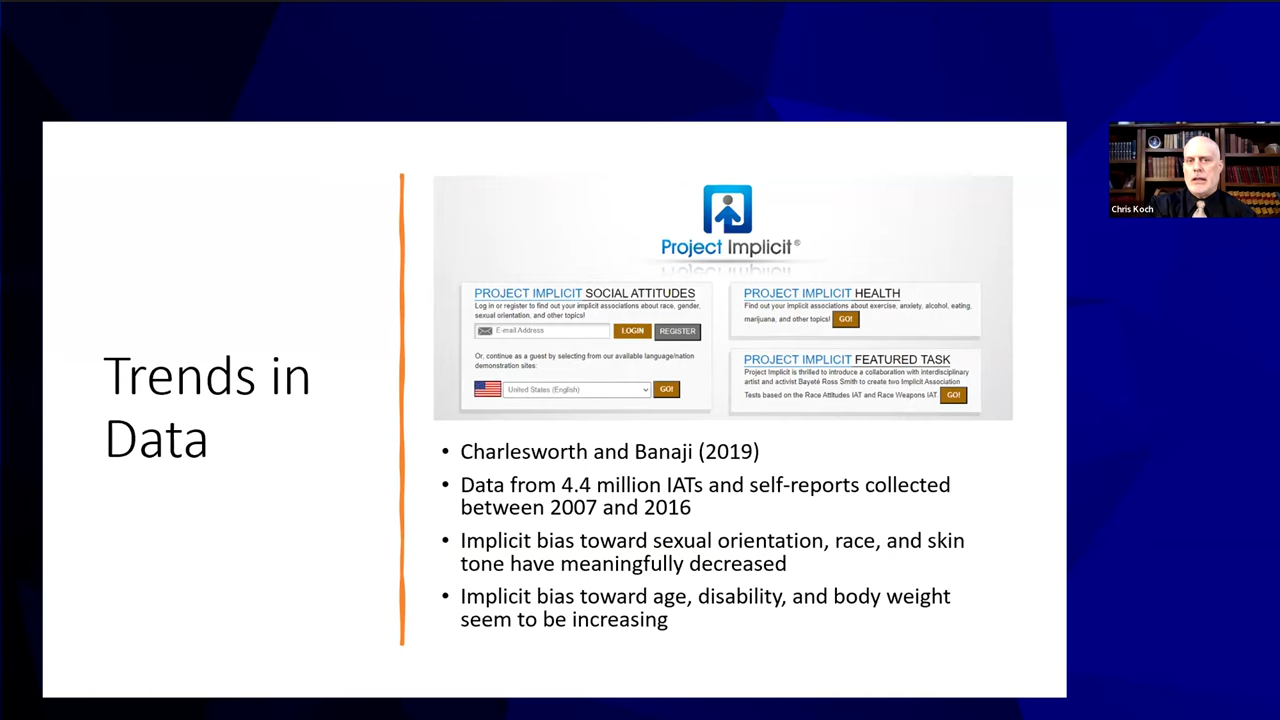 Trends in
Data
Project Implicit®
PROJECT IMPLICIT SOCIAL ATTITUDES
Log in or register to find out your implicit associations about race, gender,
sexual orientation, and other topics!
E-mail Address
LOGIN
REGISTER
Or, continue as a guest by selecting from our available language/nation
demonstration sites:
United States (English)
GO!
PROJECT IMPLICIT HEALTH
Find out your implicit associations about exercise, anxiety, alcohol, eating,
marijuana, and other topics! GO!
PROJECT IMPLICIT FEATURED TASK
Project Implicit is thrilled to introduce a collaboration with interdisciplinary
artist and activist Bayeté Ross Smith to create two Implicit Association
Tests based on the Race Attitudes IAT and Race Weapons IAT. GO!
• Charlesworth and Banaji (2019)
• Data from 4.4 million IATs and self-reports collected
between 2007 and 2016
• Implicit bias toward sexual orientation, race, and skin
tone have meaningfully decreased
• Implicit bias toward age, disability, and body weight
seem to be increasing
Chris Koch